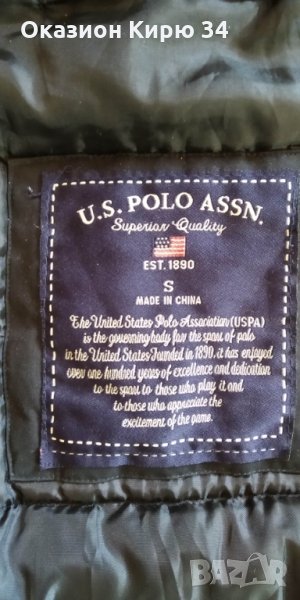 Оказион Кирю 34
U.S. POLO ASSN.
Superior Quality
EST. 1890
S
MADE IN CHINA
The United States Polo Association (USPA)
is the governing body for the sport of polo
in the United States. Founded in 1890, it has enjoyed
over one hundred years of excellence and dedication
to the sport to those who play it and
to those who appreciate the
excitement of the game.
BAZAR.bg